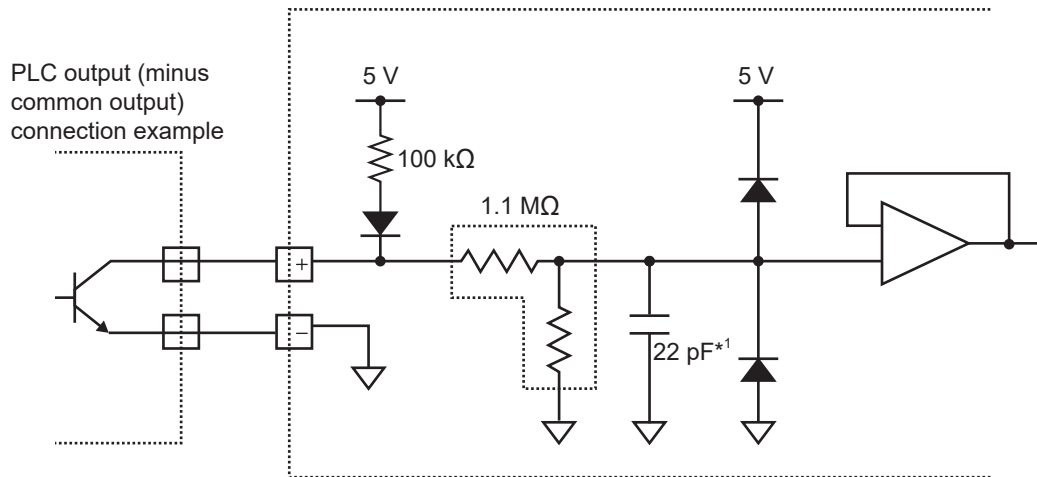 PLC output (minus
common output)
connection example
5 V
5 V
100 kΩ
1.1 MΩ
+
−
22 pF*1